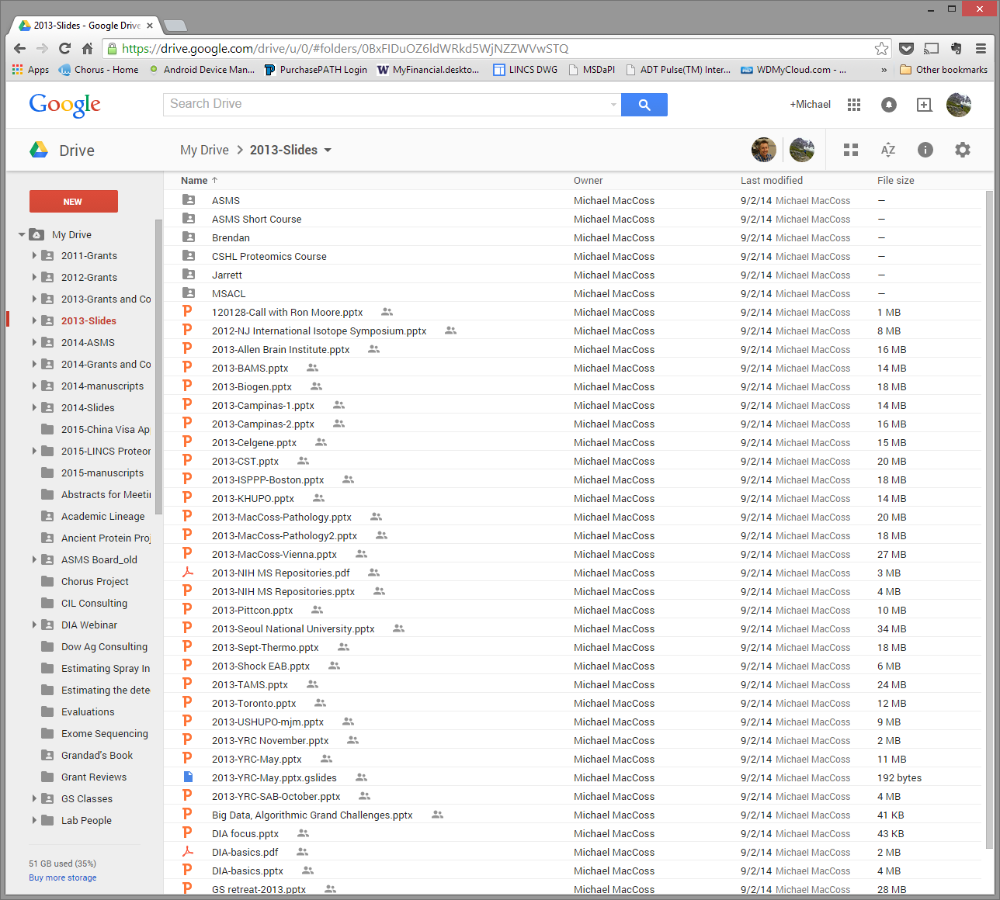 2013-Slides - Google Drive
https://drive.google.com/drive/u/0/#folders/0BxFIDuOZ6ldWRkd5WjNZZWVwSTQ
Apps Chorus - Home Android Device Man... PurchasePATH Login MyFinancial.deskto... LINCS DWG MSDaPl ADT Pulse(TM) Inter... WDMyCloud.com - ... » Other bookmarks
Google Search Drive +Michael
Drive My Drive 2013-Slides AZ
NEW
My Drive
2011-Grants
2012-Grants
2013-Grants and Co
2013-Slides
2014-ASMS
2014-Grants and Co
2014-manuscripts
2014-Slides
2015-China Visa Ap
2015-LINCS Proteor
2015-manuscripts
Abstracts for Meetin
Academic Lineage
Ancient Protein Proj
ASMS Board_old
Chorus Project
CIL Consulting
DIA Webinar
Dow Ag Consulting
Estimating Spray In
Estimating the dete
Evaluations
Exome Sequencing
Grandad's Book
Grant Reviews
GS Classes
Lab People
51 GB used (35%)
Buy more storage
Name Owner Last modified File size
ASMS Michael MacCoss 9/2/14 Michael MacCoss —
ASMS Short Course Michael MacCoss 9/2/14 Michael MacCoss —
Brendan Michael MacCoss 9/2/14 Michael MacCoss —
CSHL Proteomics Course Michael MacCoss 9/2/14 Michael MacCoss —
Jarrett Michael MacCoss 9/2/14 Michael MacCoss —
MSACL Michael MacCoss 9/2/14 Michael MacCoss —
120128-Call with Ron Moore.pptx Michael MacCoss 9/2/14 Michael MacCoss 1 MB
2012-NJ International Isotope Symposium.pptx Michael MacCoss 9/2/14 Michael MacCoss 8 MB
2013-Allen Brain Institute.pptx Michael MacCoss 9/2/14 Michael MacCoss 16 MB
2013-BAMS.pptx Michael MacCoss 9/2/14 Michael MacCoss 14 MB
2013-Biogen.pptx Michael MacCoss 9/2/14 Michael MacCoss 18 MB
2013-Campinas-1.pptx Michael MacCoss 9/2/14 Michael MacCoss 14 MB
2013-Campinas-2.pptx Michael MacCoss 9/2/14 Michael MacCoss 16 MB
2013-Celgene.pptx Michael MacCoss 9/2/14 Michael MacCoss 15 MB
2013-CST.pptx Michael MacCoss 9/2/14 Michael MacCoss 20 MB
2013-ISPPP-Boston.pptx Michael MacCoss 9/2/14 Michael MacCoss 18 MB
2013-KHUPO.pptx Michael MacCoss 9/2/14 Michael MacCoss 14 MB
2013-MacCoss-Pathology.pptx Michael MacCoss 9/2/14 Michael MacCoss 20 MB
2013-MacCoss-Pathology2.pptx Michael MacCoss 9/2/14 Michael MacCoss 18 MB
2013-MacCoss-Vienna.pptx Michael MacCoss 9/2/14 Michael MacCoss 27 MB
2013-NIH MS Repositories.pdf Michael MacCoss 9/2/14 Michael MacCoss 3 MB
2013-NIH MS Repositories.pptx Michael MacCoss 9/2/14 Michael MacCoss 4 MB
2013-Pittcon.pptx Michael MacCoss 9/2/14 Michael MacCoss 10 MB
2013-Seoul National University.pptx Michael MacCoss 9/2/14 Michael MacCoss 34 MB
2013-Sept-Thermo.pptx Michael MacCoss 9/2/14 Michael MacCoss 18 MB
2013-Shock EAB.pptx Michael MacCoss 9/2/14 Michael MacCoss 6 MB
2013-TAMS.pptx Michael MacCoss 9/2/14 Michael MacCoss 24 MB
2013-Toronto.pptx Michael MacCoss 9/2/14 Michael MacCoss 12 MB
2013-USHUPO-mjm.pptx Michael MacCoss 9/2/14 Michael MacCoss 9 MB
2013-YRC November.pptx Michael MacCoss 9/2/14 Michael MacCoss 2 MB
2013-YRC-May.pptx Michael MacCoss 9/2/14 Michael MacCoss 11 MB
2013-YRC-May.pptx.gslides Michael MacCoss 9/2/14 Michael MacCoss 192 bytes
2013-YRC-SAB-October.pptx Michael MacCoss 9/2/14 Michael MacCoss 4 MB
Big Data, Algorithmic Grand Challenges.pptx Michael MacCoss 9/2/14 Michael MacCoss 41 KB
DIA focus.pptx Michael MacCoss 9/2/14 Michael MacCoss 43 KB
DIA-basics.pdf Michael MacCoss 9/2/14 Michael MacCoss 2 MB
DIA-basics.pptx Michael MacCoss 9/2/14 Michael MacCoss 4 MB
GS retreat-2013.pptx Michael MacCoss 9/2/14 Michael MacCoss 28 MB